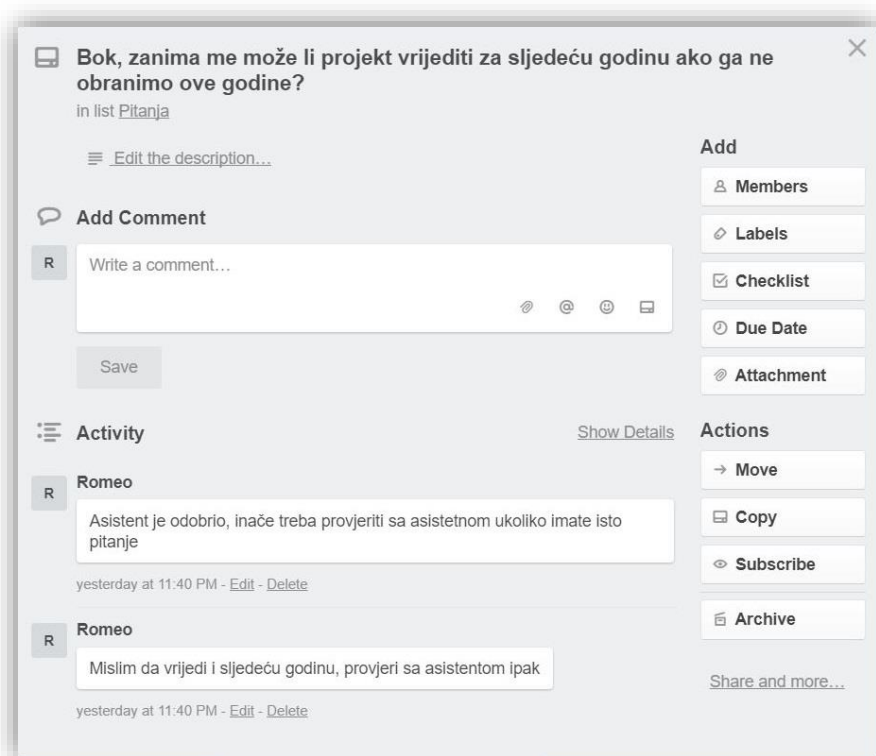 Bok, zanima me može li projekt vrijediti za sljedeću godinu ako ga ne
obranimo ove godine?
in list Pitanja
Edit the description…
Add Comment
R
Write a comment…
Save
Activity
Show Details
R
Romeo
Asistent je odobrio, inače treba provjeriti sa asistetnom ukoliko imate isto
pitanje
yesterday at 11:40 PM - Edit - Delete
R
Romeo
Mislim da vrijedi i sljedeću godinu, provjeri sa asistentom ipak
yesterday at 11:40 PM - Edit - Delete
Add
Members
Labels
Checklist
Due Date
Attachment
Actions
Move
Copy
Subscribe
Archive
Share and more…